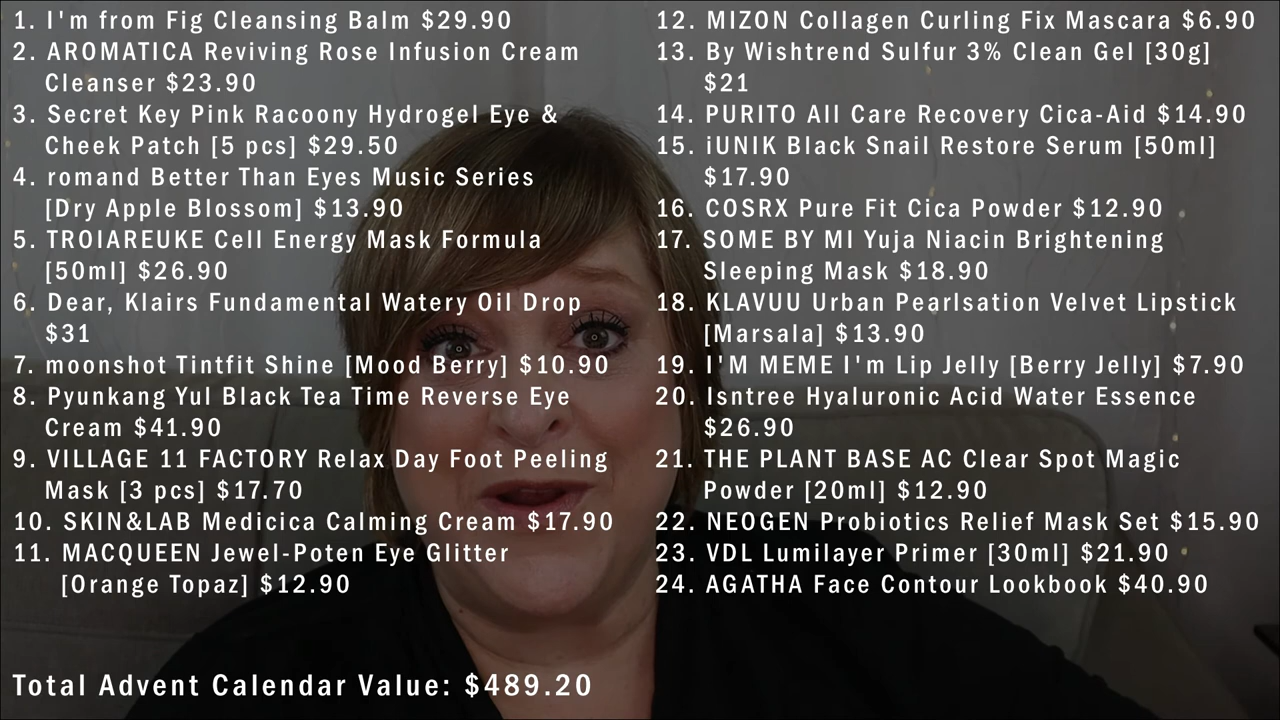 1. I'm from Fig Cleansing Balm $29.90
2. AROMATICA Reviving Rose Infusion Cream
Cleanser $23.90
3. Secret Key Pink Racoony Hydrogel Eye &
Cheek Patch [5 pcs] $29.50
4. romand Better Than Eyes Music Series
[Dry Apple Blossom] $13.90
5. TROIAREUKE Cell Energy Mask Formula
[50ml] $26.90
6. Dear, Klairs Fundamental Watery Oil Drop
$31
7. moonshot Tintfit Shine [Mood Berry] $10.90
8. Pyunkang Yul Black Tea Time Reverse Eye
Cream $41.90
9. VILLAGE 11 FACTORY Relax Day Foot Peeling
Mask [3 pcs] $17.70
10. SKIN&LAB Medicica Calming Cream $17.90
11. MACQUEEN Jewel-Poten Eye Glitter
[Orange Topaz] $12.90
12. MIZON Collagen Curling Fix Mascara $6.90
13. By Wishtrend Sulfur 3% Clean Gel [30g]
$21
14. PURITO All Care Recovery Cica-Aid $14.90
15. iUNIK Black Snail Restore Serum [50ml]
$17.90
16. COSRX Pure Fit Cica Powder $12.90
17. SOME BY MI Yuja Niacin Brightening
Sleeping Mask $18.90
18. KLAVUU Urban Pearlsation Velvet Lipstick
[Marsala] $13.90
19. I'M MEME I'm Lip Jelly [Berry Jelly] $7.90
20. Isntree Hyaluronic Acid Water Essence
$26.90
21. THE PLANT BASE AC Clear Spot Magic
Powder [20ml] $12.90
22. NEOGEN Probiotics Relief Mask Set $15.90
23. VDL Lumilayer Primer [30ml] $21.90
24. AGATHA Face Contour Lookbook $40.90
Total Advent Calendar Value: $489.20